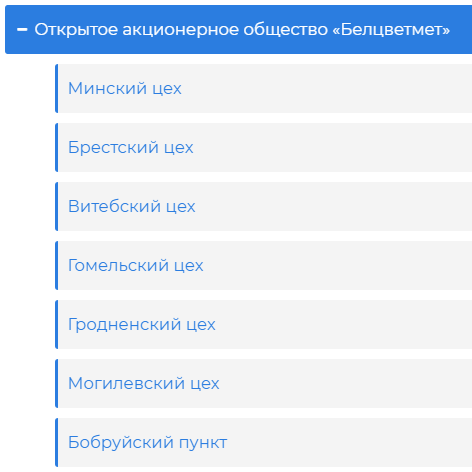 Открытое акционерное общество «Белцветмет»
Минский цех
Брестский цех
Витебский цех
Гомельский цех
Гродненский цех
Могилевский цех
Бобруйский пункт